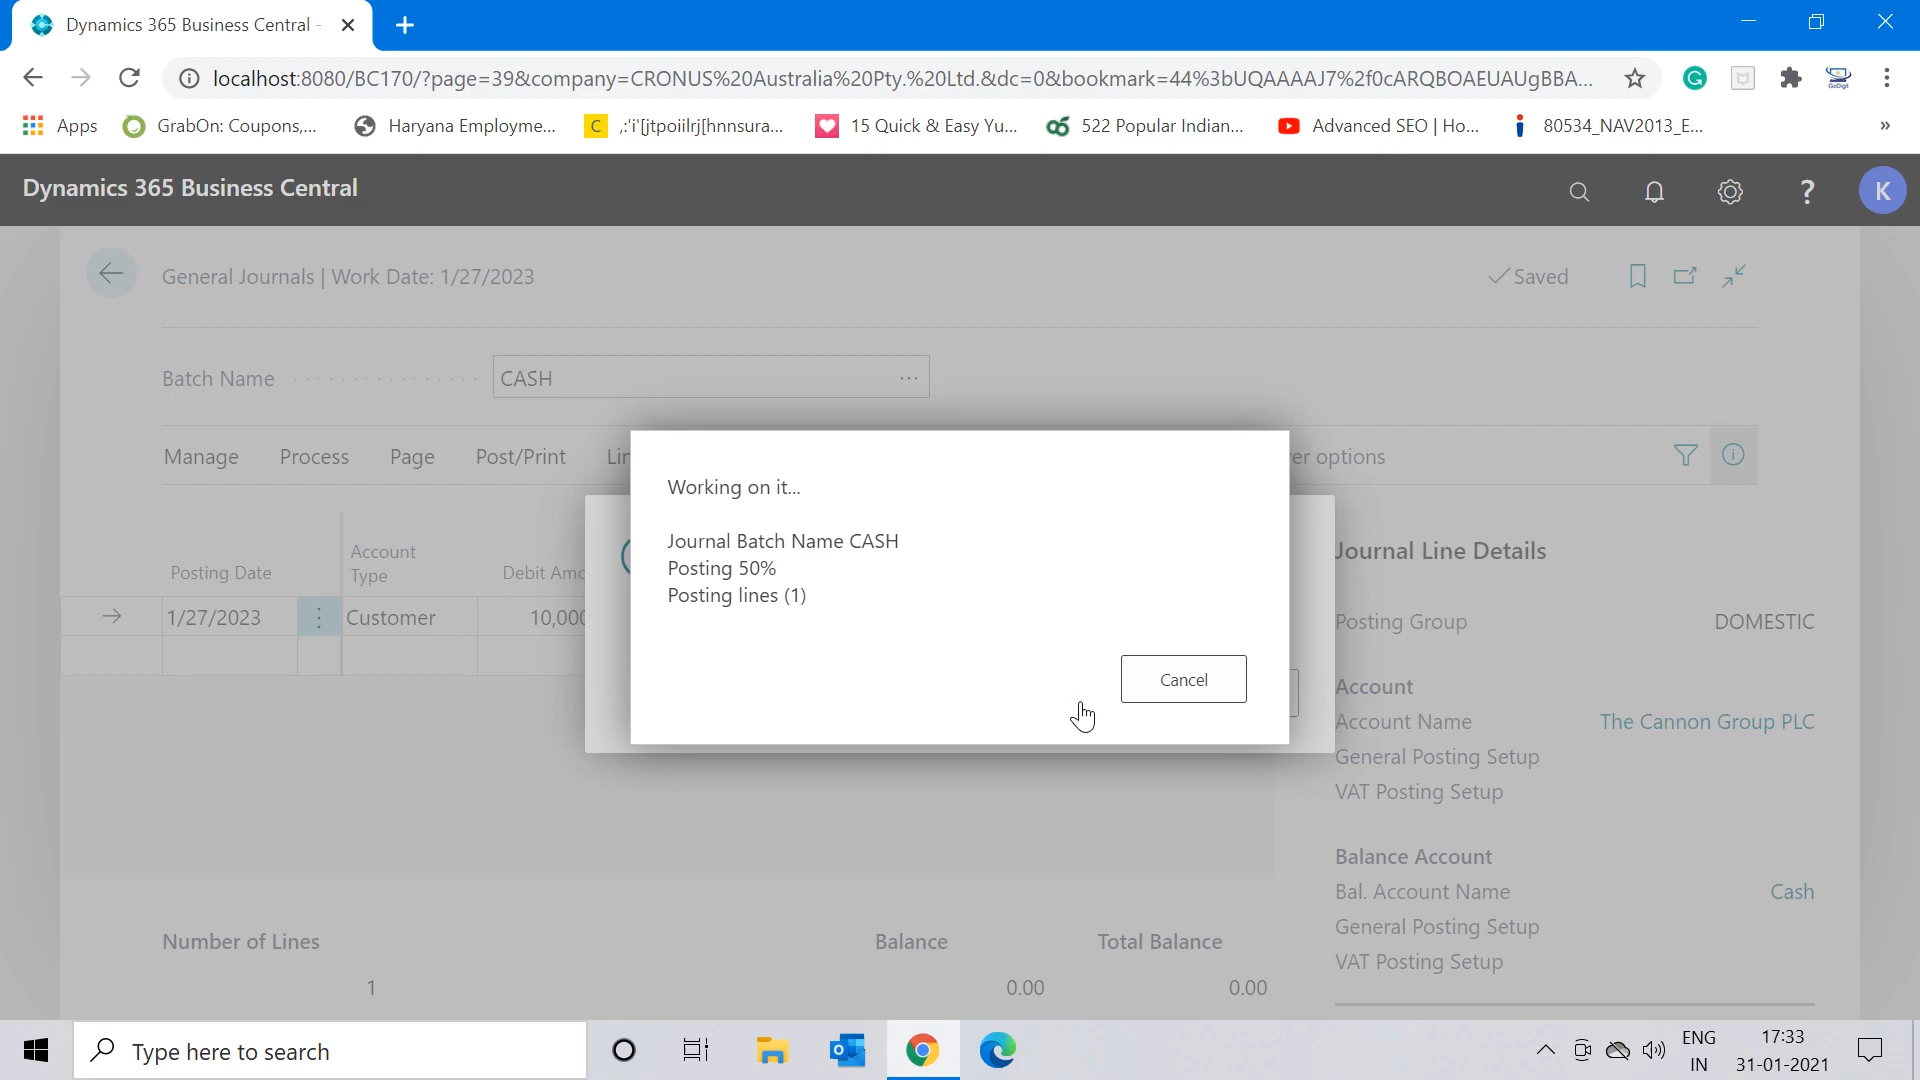 Dynamics 365 Business Central -
localhost:8080/BC170/?page=39&company=CRONUS%20Australia%20Pty.%20Ltd.&dc=0&bookmark=44%3bUQAAAAJ7%2f0cARQBOAEUAUgBBA...
Apps GrabOn: Coupons,... Haryana Employme... C ,:'i'[jtpoiilrj[hnnsura... 15 Quick & Easy Yu... 522 Popular Indian... Advanced SEO | Ho... 80534_NAV2013_E... »
Dynamics 365 Business Central ? K
General Journals | Work Date: 1/27/2023 Saved
Batch Name CASH ...
Manage Process Page Post/Print Lin er options
Working on it...
Journal Batch Name CASH
Posting 50%
Posting lines (1)
Cancel
Posting Date Account Type Debit Amo
1/27/2023 Customer 10,000
Journal Line Details
Posting Group DOMESTIC
Account
Account Name The Cannon Group PLC
General Posting Setup
VAT Posting Setup
Balance Account
Bal. Account Name Cash
General Posting Setup
VAT Posting Setup
Number of Lines Balance Total Balance
1 0.00 0.00
Type here to search
ENG 17:33
IN 31-01-2021